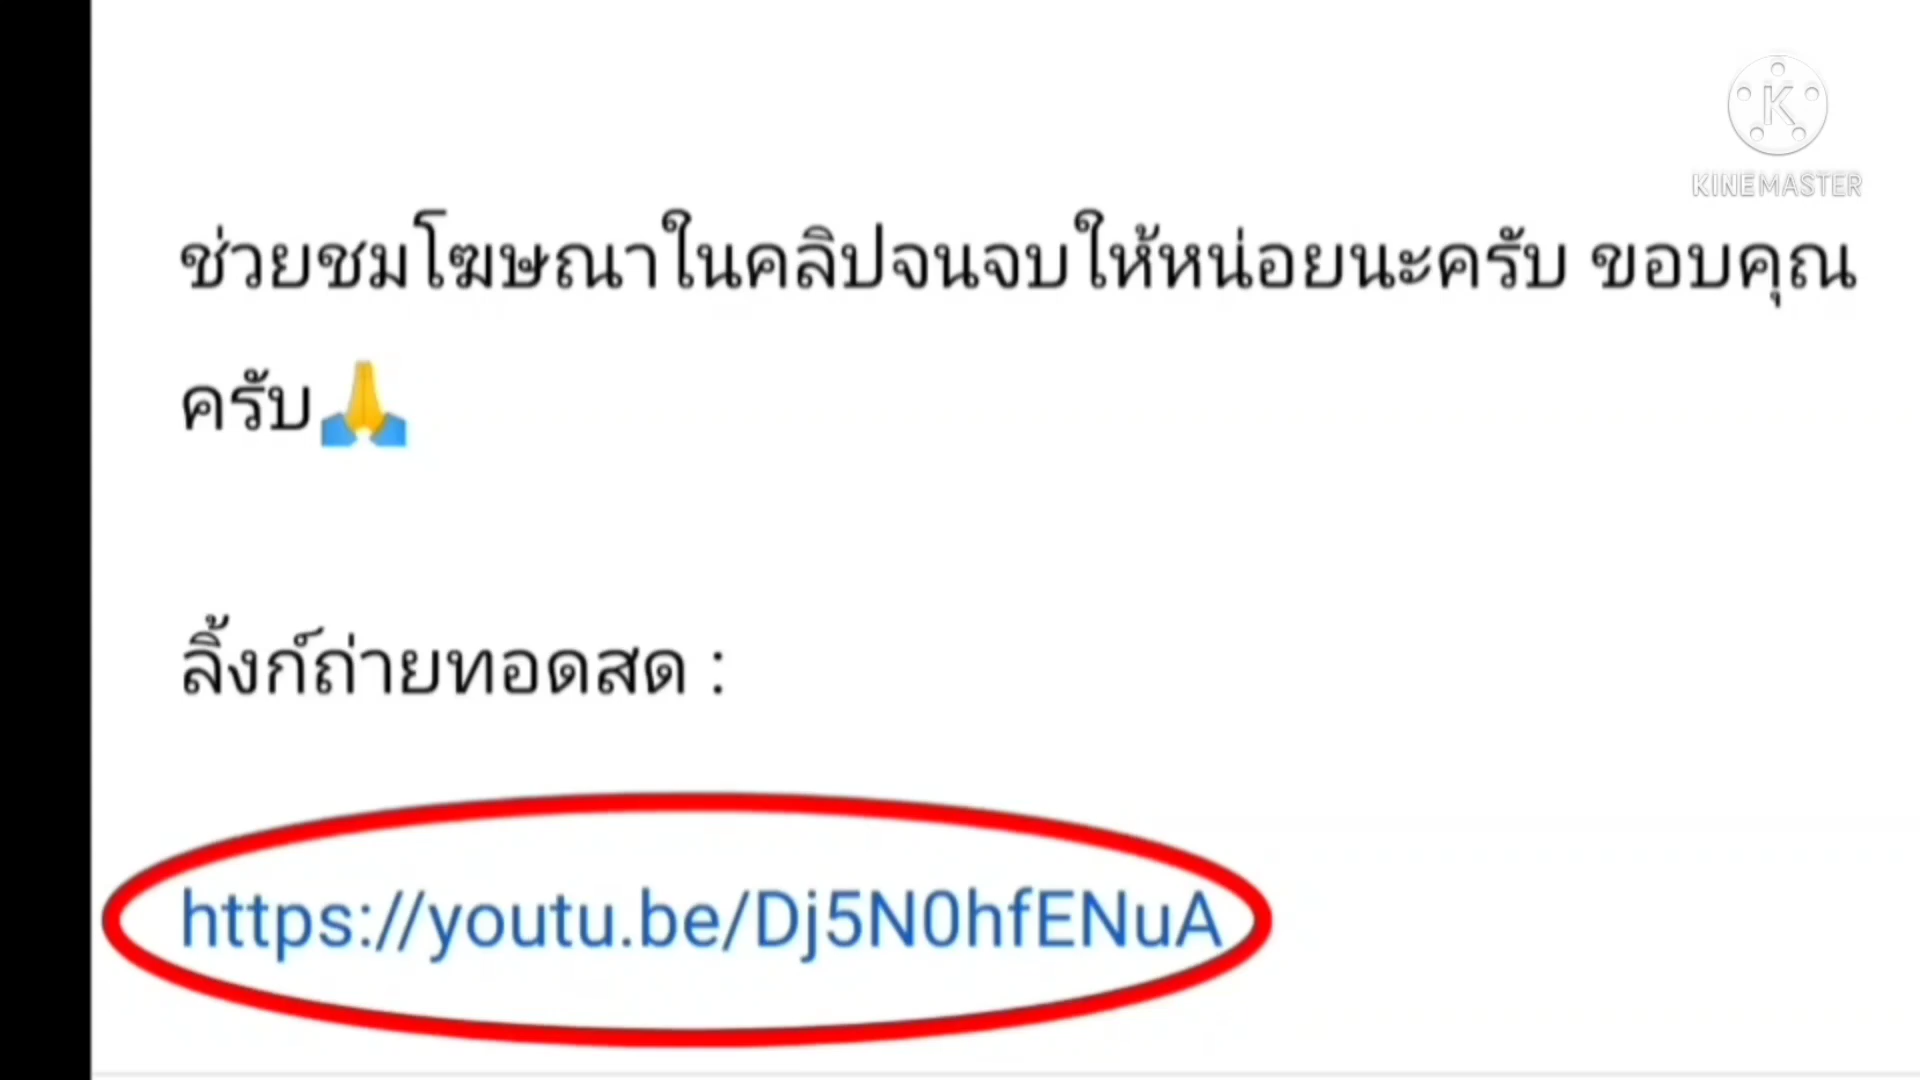 KINEMASTER
ช่วยชมโฆษณาในคลิปจนจบให้หน่อยนะครับ ขอบคุณ
ครับ🙏
ลิ้งก์ถ่ายทอดสด :
https://youtu.be/Dj5N0hfENuA